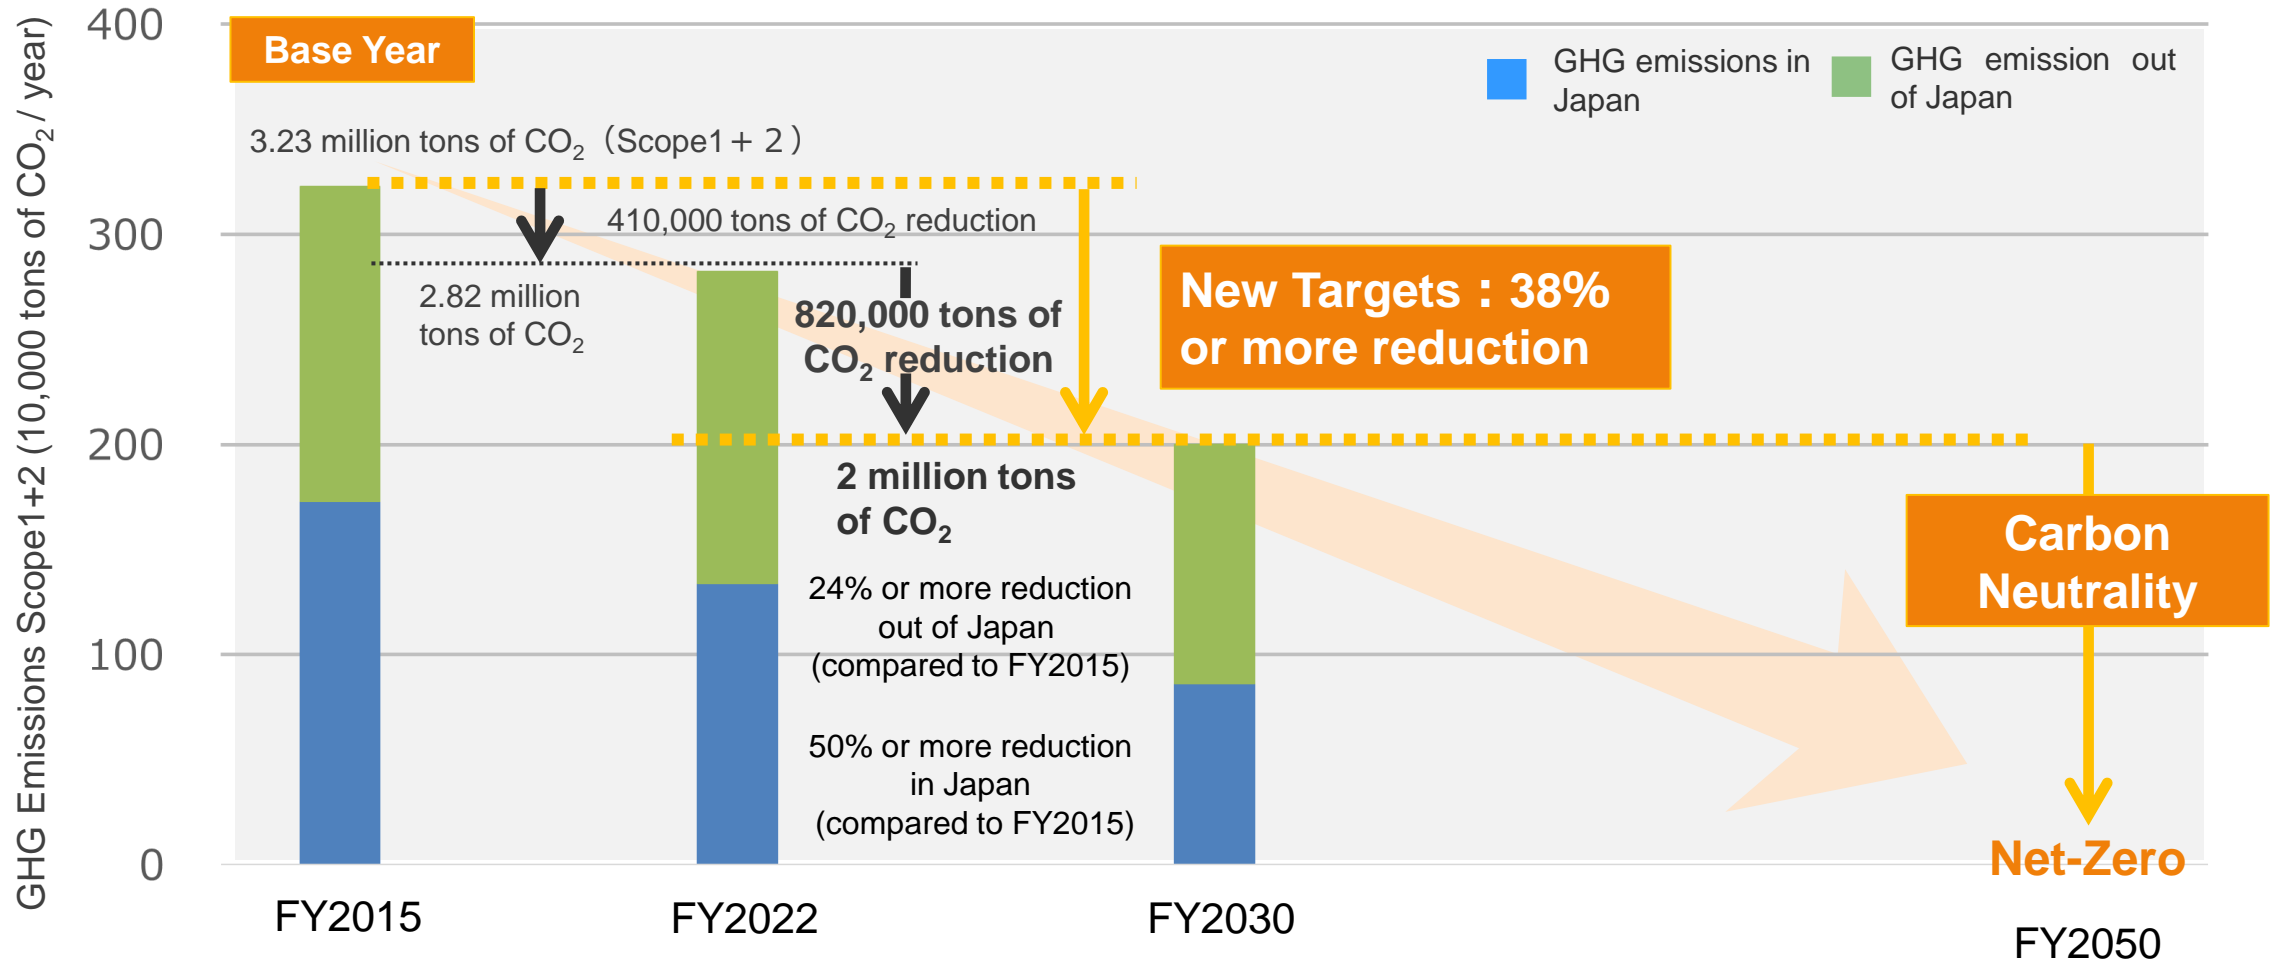 GHG Emissions Scope1+2 (10,000 tons of CO₂ / year)
400
300
200
100
0
Base Year
GHG emissions in
Japan
GHG emission out
of Japan
3.23 million tons of CO₂（Scope1＋２）
410,000 tons of CO₂ reduction
2.82 million
tons of CO₂
820,000 tons of
CO₂ reduction
New Targets：38%
or more reduction
2 million tons
of CO₂
24% or more reduction
out of Japan
(compared to FY2015)
50% or more reduction
in Japan
(compared to FY2015)
Carbon
Neutrality
Net-Zero
FY2015
FY2022
FY2030
FY2050